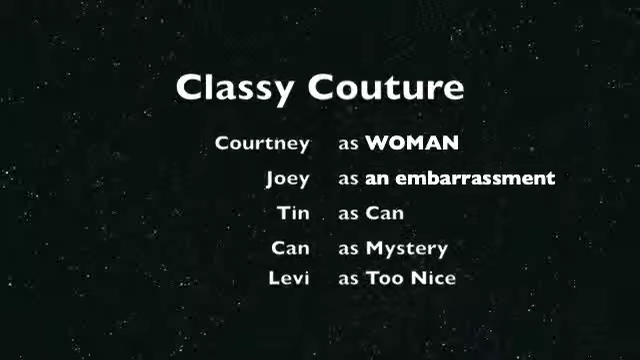 Classy Couture
Courtney as WOMAN
Joey as an embarrassment
Tin as Can
Can as Mystery
Levi as Too Nice